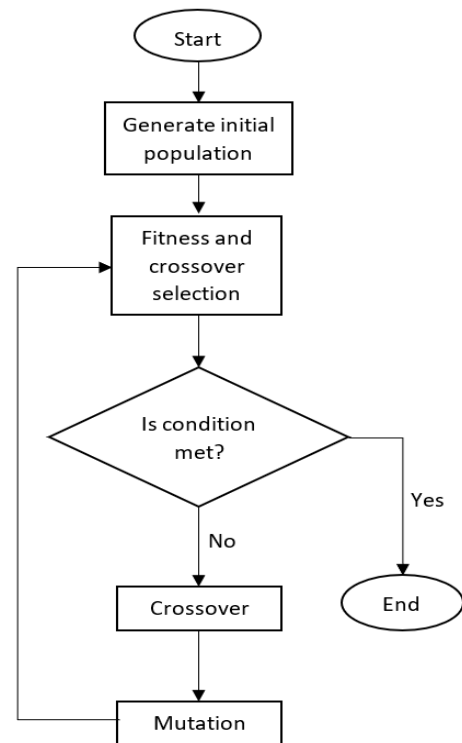 Start
Generate initial
population
Fitness and
crossover
selection
Is condition
met?
Yes
No
Crossover
End
Mutation